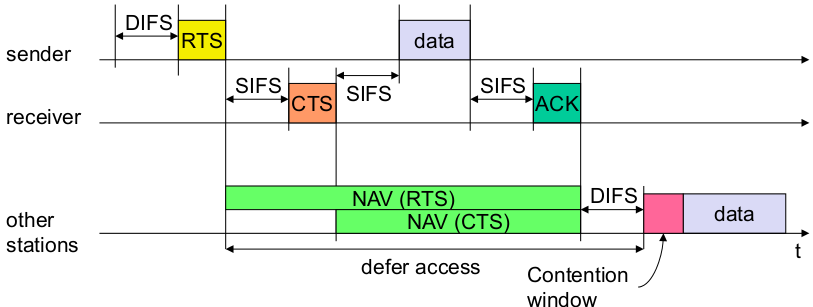 DIFS
RTS
data
sender
SIFS
SIFS
SIFS
CTS
ACK
receiver
NAV (RTS)
DIFS
NAV (CTS)
data
other
stations
t
defer access
Contention
window